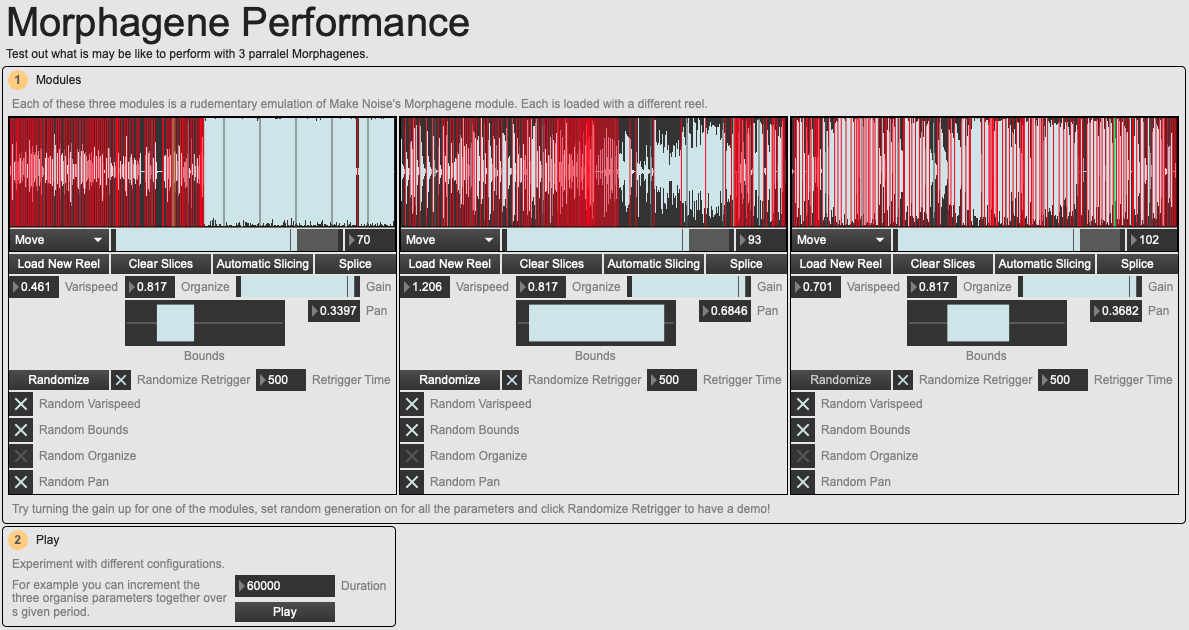 Morphagene Performance
Test out what is may be like to perform with 3 parralel Morphagenes.
1 Modules
Each of these three modules is a rudementary emulation of Make Noise's Morphagene module. Each is loaded with a different reel.
Move 70 Move 93 Move 102
Load New Reel Clear Slices Automatic Slicing Splice Load New Reel Clear Slices Automatic Slicing Splice Load New Reel Clear Slices Automatic Slicing Splice
0.461 Varispeed 0.817 Organize Gain 1.206 Varispeed 0.817 Organize Gain 0.701 Varispeed 0.817 Organize Gain
0.3397 Pan 0.6846 Pan 0.3682 Pan
Bounds Bounds Bounds
Randomize Randomize Retrigger 500 Retrigger Time Randomize Randomize Retrigger 500 Retrigger Time Randomize Randomize Retrigger 500 Retrigger Time
Random Varispeed Random Varispeed Random Varispeed
Random Bounds Random Bounds Random Bounds
Random Organize Random Organize Random Organize
Random Pan Random Pan Random Pan
Try turning the gain up for one of the modules, set random generation on for all the parameters and click Randomize Retrigger to have a demo!
2 Play
Experiment with different configurations.
For example you can increment the
three organise parameters together over
s given period.
60000 Duration
Play